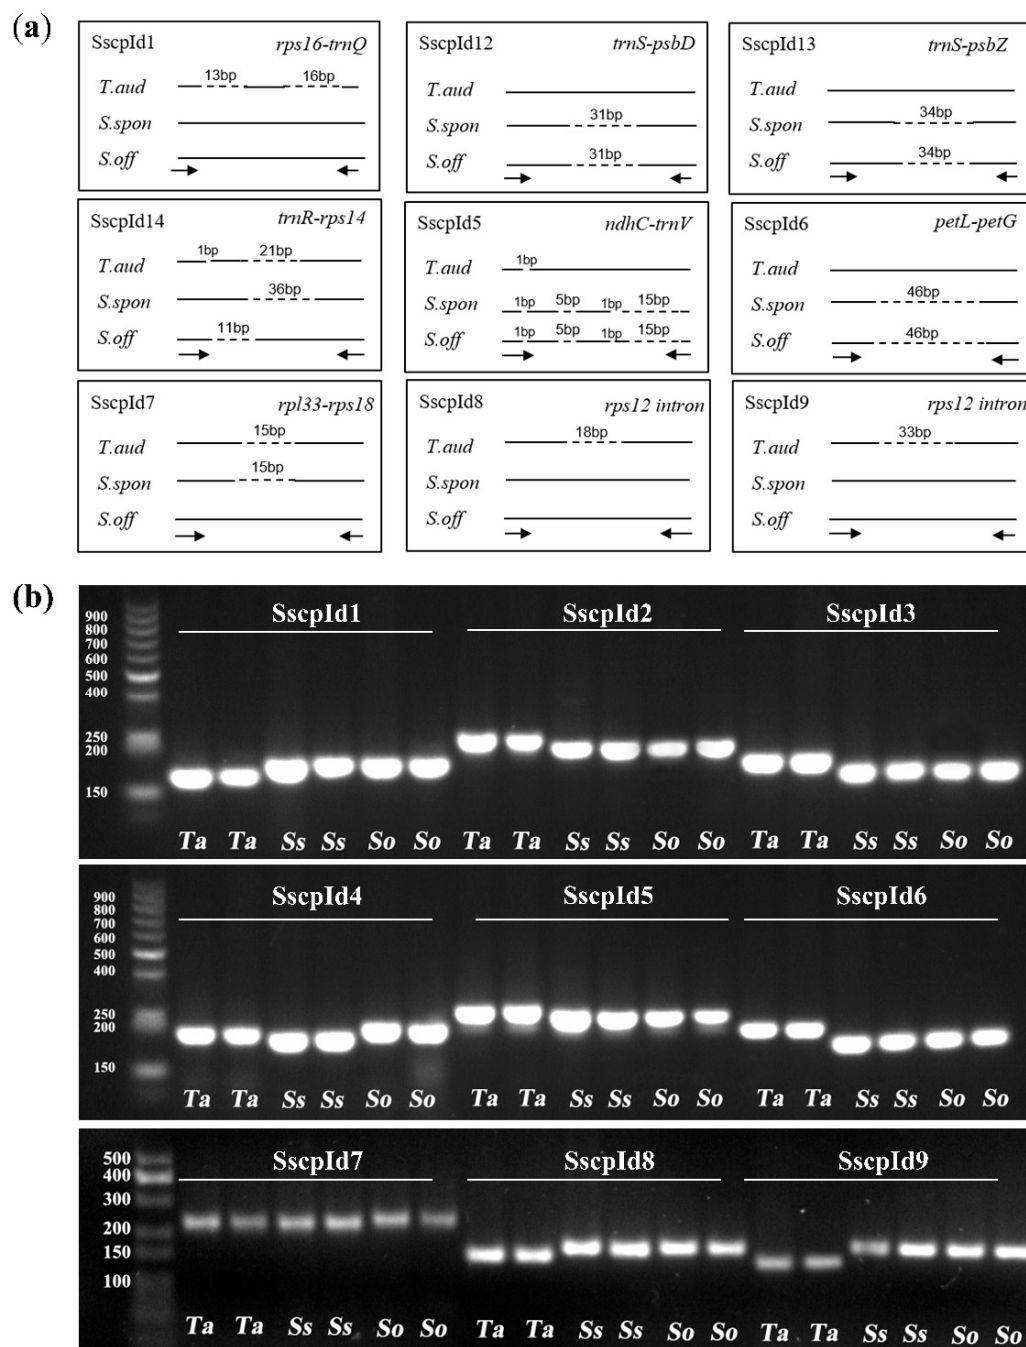 (a)
SscpId1 rps16-trnQ
13bp 16bp
T.aud
S.spon
S.off
SscpId12 trnS-psbD
T.aud
31bp
S.spon
31bp
S.off
SscpId13 trnS-psbZ
T.aud
34bp
S.spon
34bp
S.off
SscpId14 trnR-rps14
1bp 21bp
T.aud
36bp
S.spon
11bp
S.off
SscpId5 ndhC-trnV
1bp
T.aud
S.spon 1bp 5bp 1bp 15bp
S.off 1bp 5bp 1bp 15bp
SscpId6 petL-petG
T.aud
46bp
S.spon
46bp
S.off
SscpId7 rpl33-rps18
15bp
T.aud
15bp
S.spon
S.off
SscpId8 rps12 intron
18bp
T.aud
S.spon
S.off
SscpId9 rps12 intron
33bp
T.aud
S.spon
S.off
(b)
SscpId1 SscpId2 SscpId3
900
800
700
600
500
400
250
200
150
Ta Ta Ss Ss So So Ta Ta Ss Ss So So Ta Ta Ss Ss So So
SscpId4 SscpId5 SscpId6
900
800
700
600
500
400
250
200
150
Ta Ta Ss Ss So So Ta Ta Ss Ss So So Ta Ta Ss Ss So So
SscpId7 SscpId8 SscpId9
500
400
300
200
150
100
Ta Ta Ss Ss So So Ta Ta Ss Ss So So Ta Ta Ss Ss So So